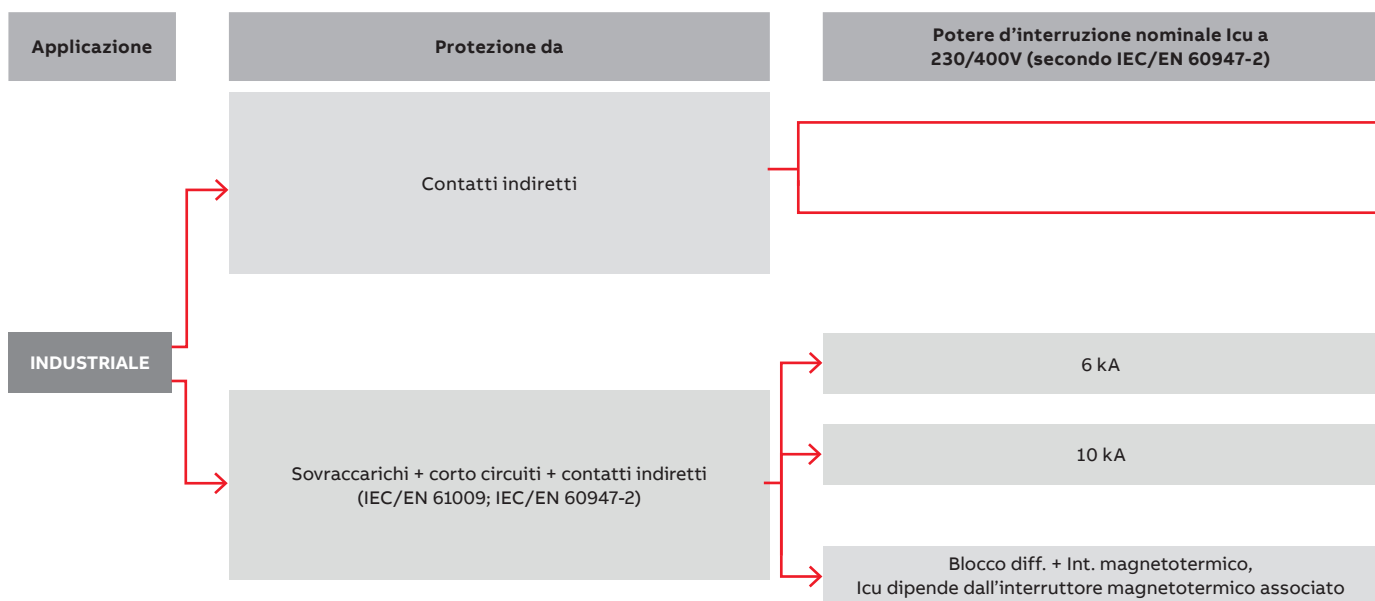 Applicazione
Protezione da
Potere d’interruzione nominale Icu a
230/400V (secondo IEC/EN 60947-2)
Contatti indiretti
INDUSTRIALE
6 kA
10 kA
Sovraccarichi + corto circuiti + contatti indiretti
(IEC/EN 61009; IEC/EN 60947-2)
Blocco diff. + Int. magnetotermico,
Icu dipende dall’interruttore magnetotermico associato